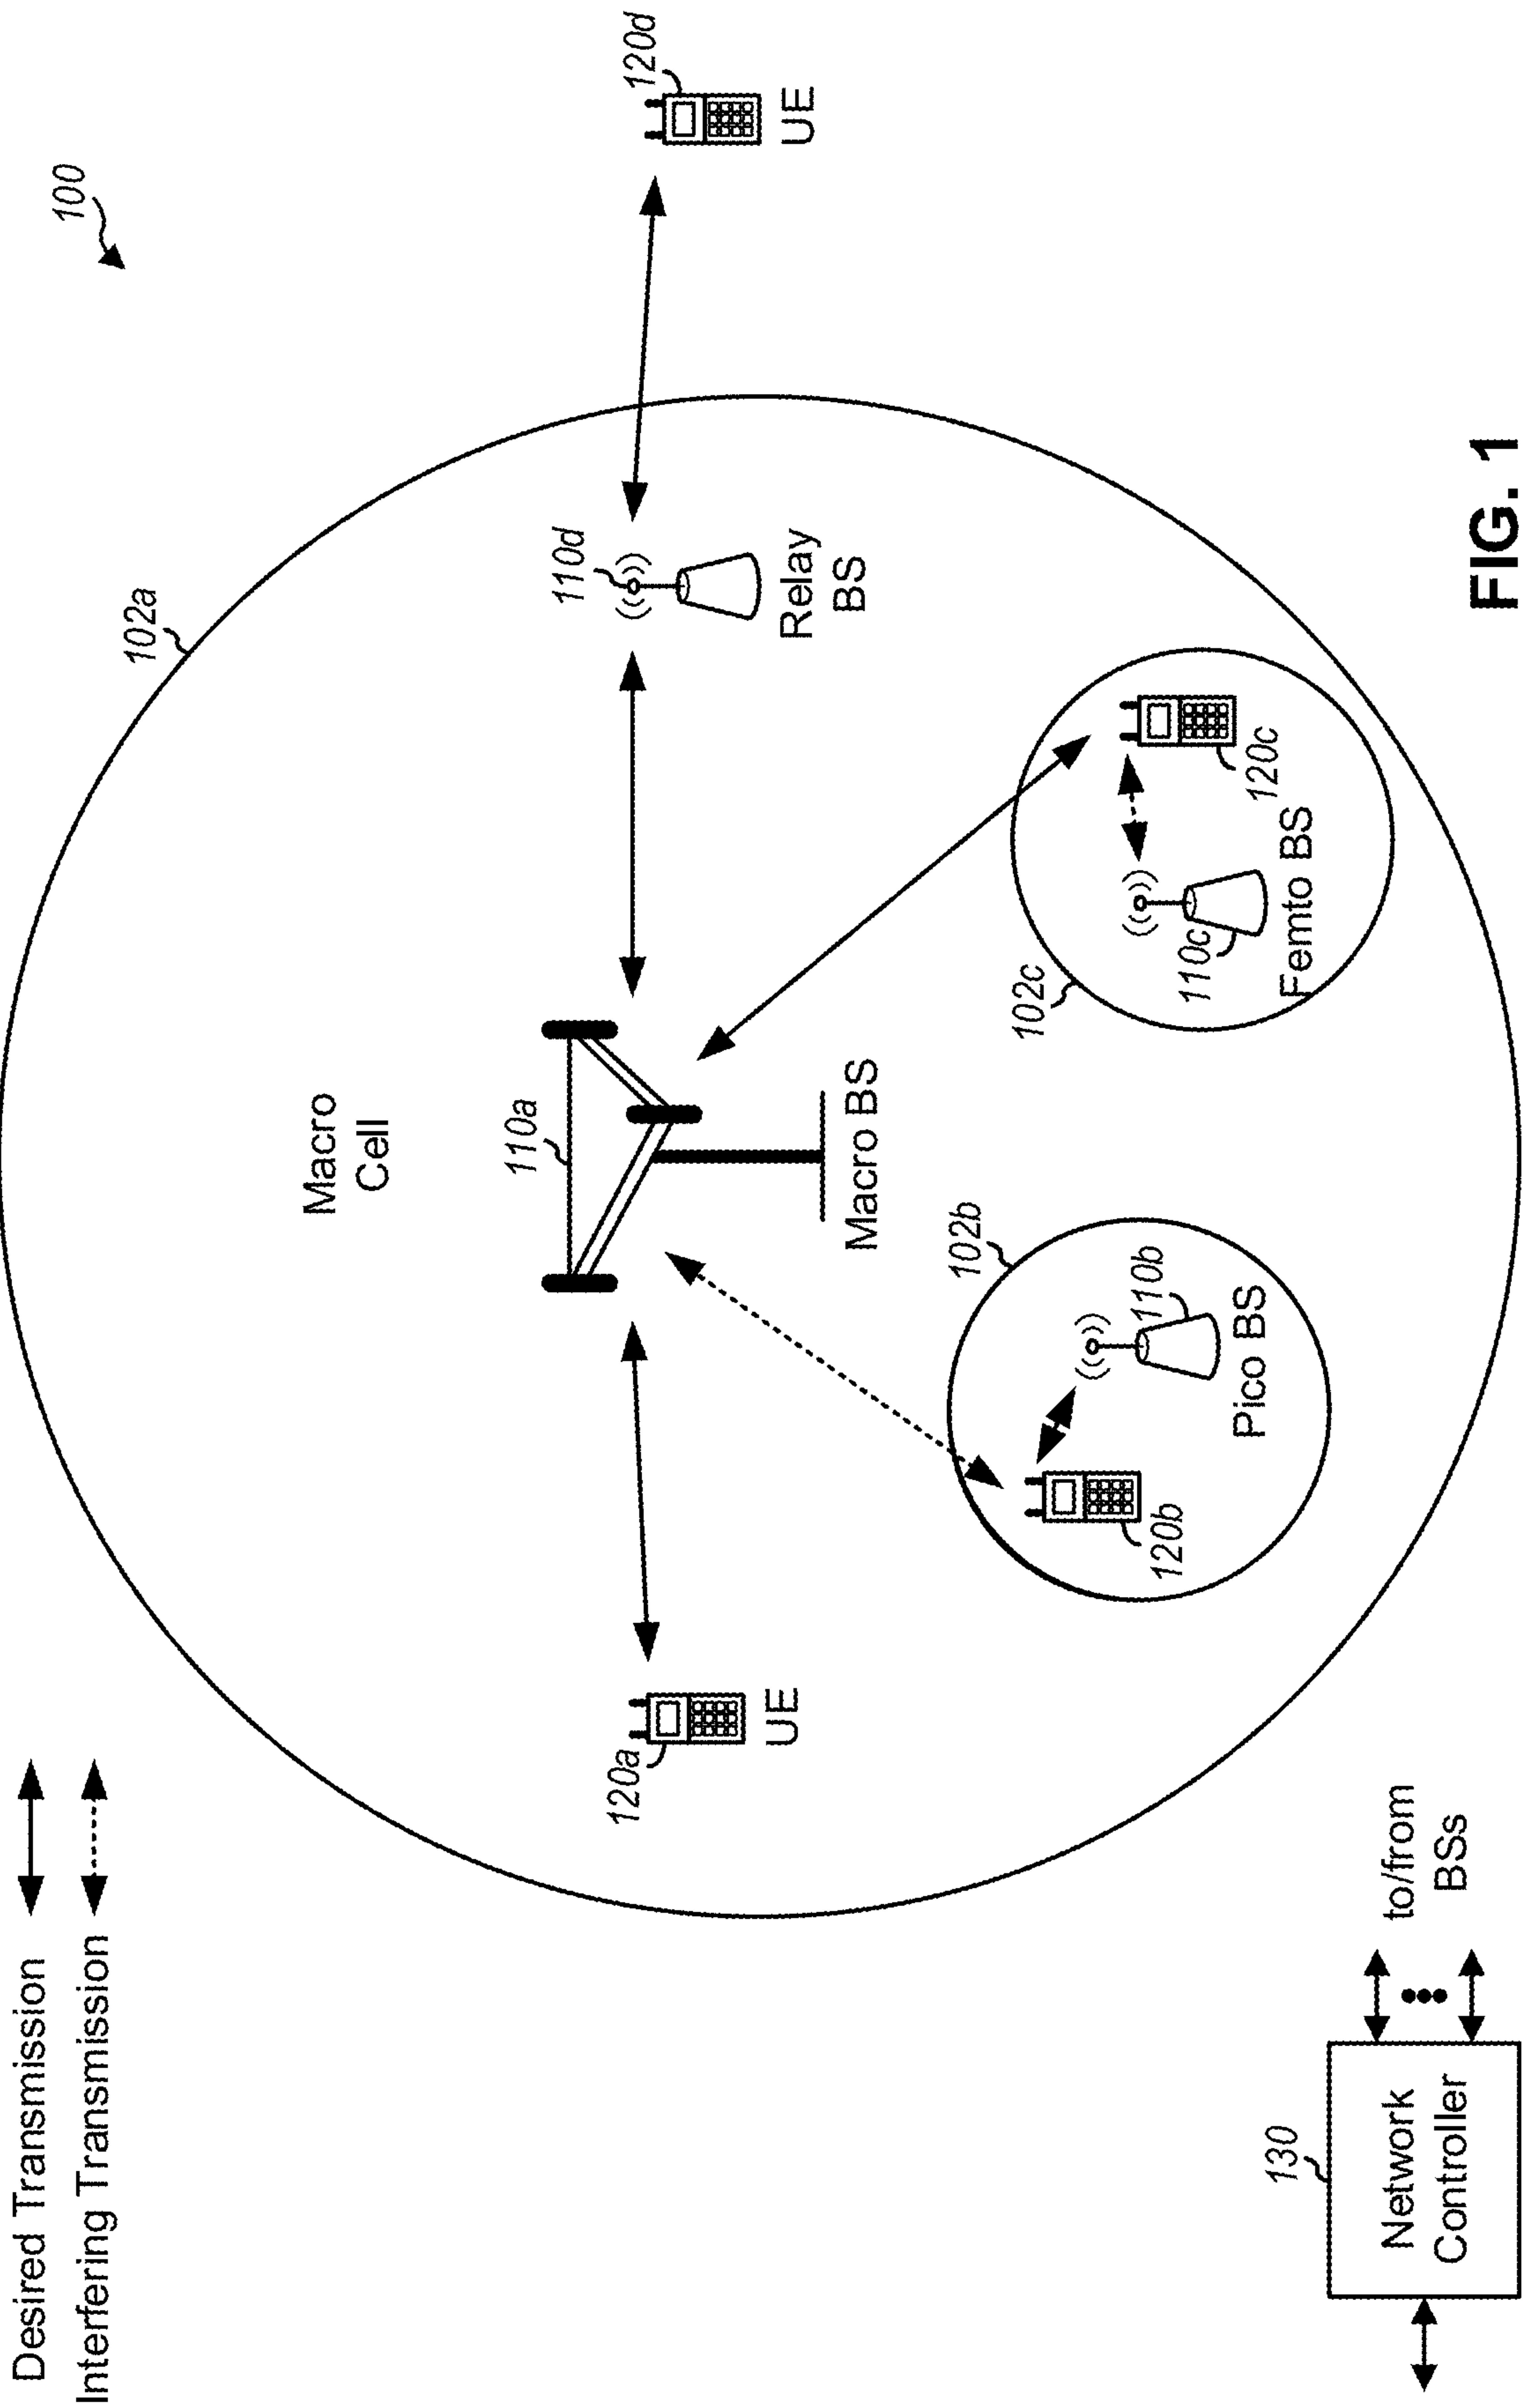 100
Desired Transmission
Interfering Transmission
102a
Macro
Cell
110a
110d
120d
120a
UE
Macro BS
Relay
BS
UE
102b
102c
120b
110b
Pico BS
110c
120c
Femto BS
130
Network
Controller
to/from
BSs
FIG. 1